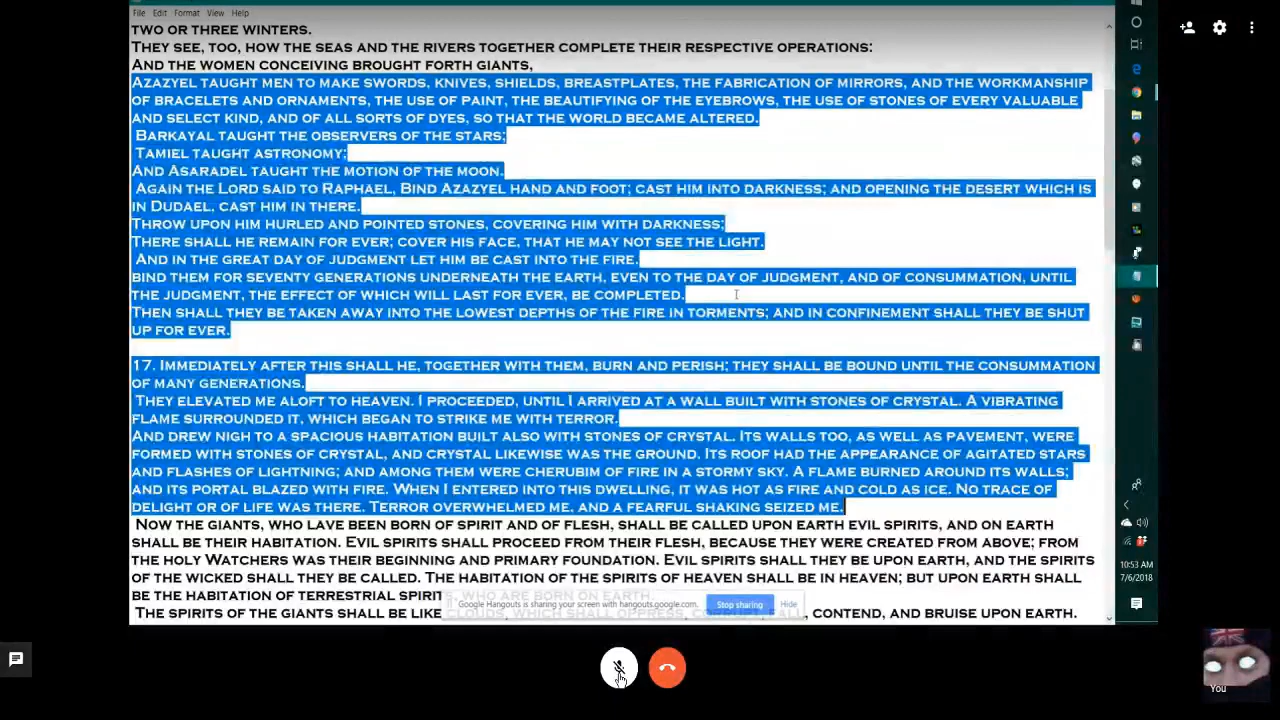 File Edit Format View Help
TWO OR THREE WINTERS.
THEY SEE, TOO, HOW THE SEAS AND THE RIVERS TOGETHER COMPLETE THEIR RESPECTIVE OPERATIONS:
AND THE WOMEN CONCEIVING BROUGHT FORTH GIANTS,
AZAZYEL TAUGHT MEN TO MAKE SWORDS, KNIVES, SHIELDS, BREASTPLATES, THE FABRICATION OF MIRRORS, AND THE WORKMANSHIP
OF BRACELETS AND ORNAMENTS, THE USE OF PAINT, THE BEAUTIFYING OF THE EYEBROWS, THE USE OF STONES OF EVERY VALUABLE
AND SELECT KIND, AND OF ALL SORTS OF DYES, SO THAT THE WORLD BECAME ALTERED.
BARKAYAL TAUGHT THE OBSERVERS OF THE STARS;
TAMIEL TAUGHT ASTRONOMY;
AND ASARADEL TAUGHT THE MOTION OF THE MOON.
AGAIN THE LORD SAID TO RAPHAEL, BIND AZAZYEL HAND AND FOOT; CAST HIM INTO DARKNESS; AND OPENING THE DESERT WHICH IS
IN DUDAEL, CAST HIM IN THERE.
THROW UPON HIM HURLED AND POINTED STONES, COVERING HIM WITH DARKNESS;
THERE SHALL HE REMAIN FOR EVER; COVER HIS FACE, THAT HE MAY NOT SEE THE LIGHT.
AND IN THE GREAT DAY OF JUDGMENT LET HIM BE CAST INTO THE FIRE.
BIND THEM FOR SEVENTY GENERATIONS UNDERNEATH THE EARTH, EVEN TO THE DAY OF JUDGMENT, AND OF CONSUMMATION, UNTIL
THE JUDGMENT, THE EFFECT OF WHICH WILL LAST FOR EVER, BE COMPLETED.
THEN SHALL THEY BE TAKEN AWAY INTO THE LOWEST DEPTHS OF THE FIRE IN TORMENTS; AND IN CONFINEMENT SHALL THEY BE SHUT
UP FOR EVER.
17. IMMEDIATELY AFTER THIS SHALL HE, TOGETHER WITH THEM, BURN AND PERISH; THEY SHALL BE BOUND UNTIL THE CONSUMMATION
OF MANY GENERATIONS.
THEY ELEVATED ME ALOFT TO HEAVEN. I PROCEEDED, UNTIL I ARRIVED AT A WALL BUILT WITH STONES OF CRYSTAL. A VIBRATING
FLAME SURROUNDED IT, WHICH BEGAN TO STRIKE ME WITH TERROR.
AND DREW NIGH TO A SPACIOUS HABITATION BUILT ALSO WITH STONES OF CRYSTAL. ITS WALLS TOO, AS WELL AS PAVEMENT, WERE
FORMED WITH STONES OF CRYSTAL, AND CRYSTAL LIKEWISE WAS THE GROUND. ITS ROOF HAD THE APPEARANCE OF AGITATED STARS
AND FLASHES OF LIGHTNING; AND AMONG THEM WERE CHERUBIM OF FIRE IN A STORMY SKY. A FLAME BURNED AROUND ITS WALLS;
AND ITS PORTAL BLAZED WITH FIRE. WHEN I ENTERED INTO THIS DWELLING, IT WAS HOT AS FIRE AND COLD AS ICE. NO TRACE OF
DELIGHT OR OF LIFE WAS THERE. TERROR OVERWHELMED ME, AND A FEARFUL SHAKING SEIZED ME.
NOW THE GIANTS, WHO LAVE BEEN BORN OF SPIRIT AND OF FLESH, SHALL BE CALLED UPON EARTH EVIL SPIRITS, AND ON EARTH
SHALL BE THEIR HABITATION. EVIL SPIRITS SHALL PROCEED FROM THEIR FLESH, BECAUSE THEY WERE CREATED FROM ABOVE; FROM
THE HOLY WATCHERS WAS THEIR BEGINNING AND PRIMARY FOUNDATION. EVIL SPIRITS SHALL THEY BE UPON EARTH, AND THE SPIRITS
OF THE WICKED SHALL THEY BE CALLED. THE HABITATION OF THE SPIRITS OF HEAVEN SHALL BE IN HEAVEN; BUT UPON EARTH SHALL
BE THE HABITATION OF TERRESTRIAL SPIRITS, WHO ARE BORN ON EARTH.
Google Hangouts is sharing your screen with hangouts.google.com. Stop sharing Hide
THE SPIRITS OF THE GIANTS SHALL BE LIKE CLOUDS, WHICH SHALL OPPRESS, CORRUPT, FALL, CONTEND, AND BRUISE UPON EARTH.
10:53 AM
7/6/2018
You